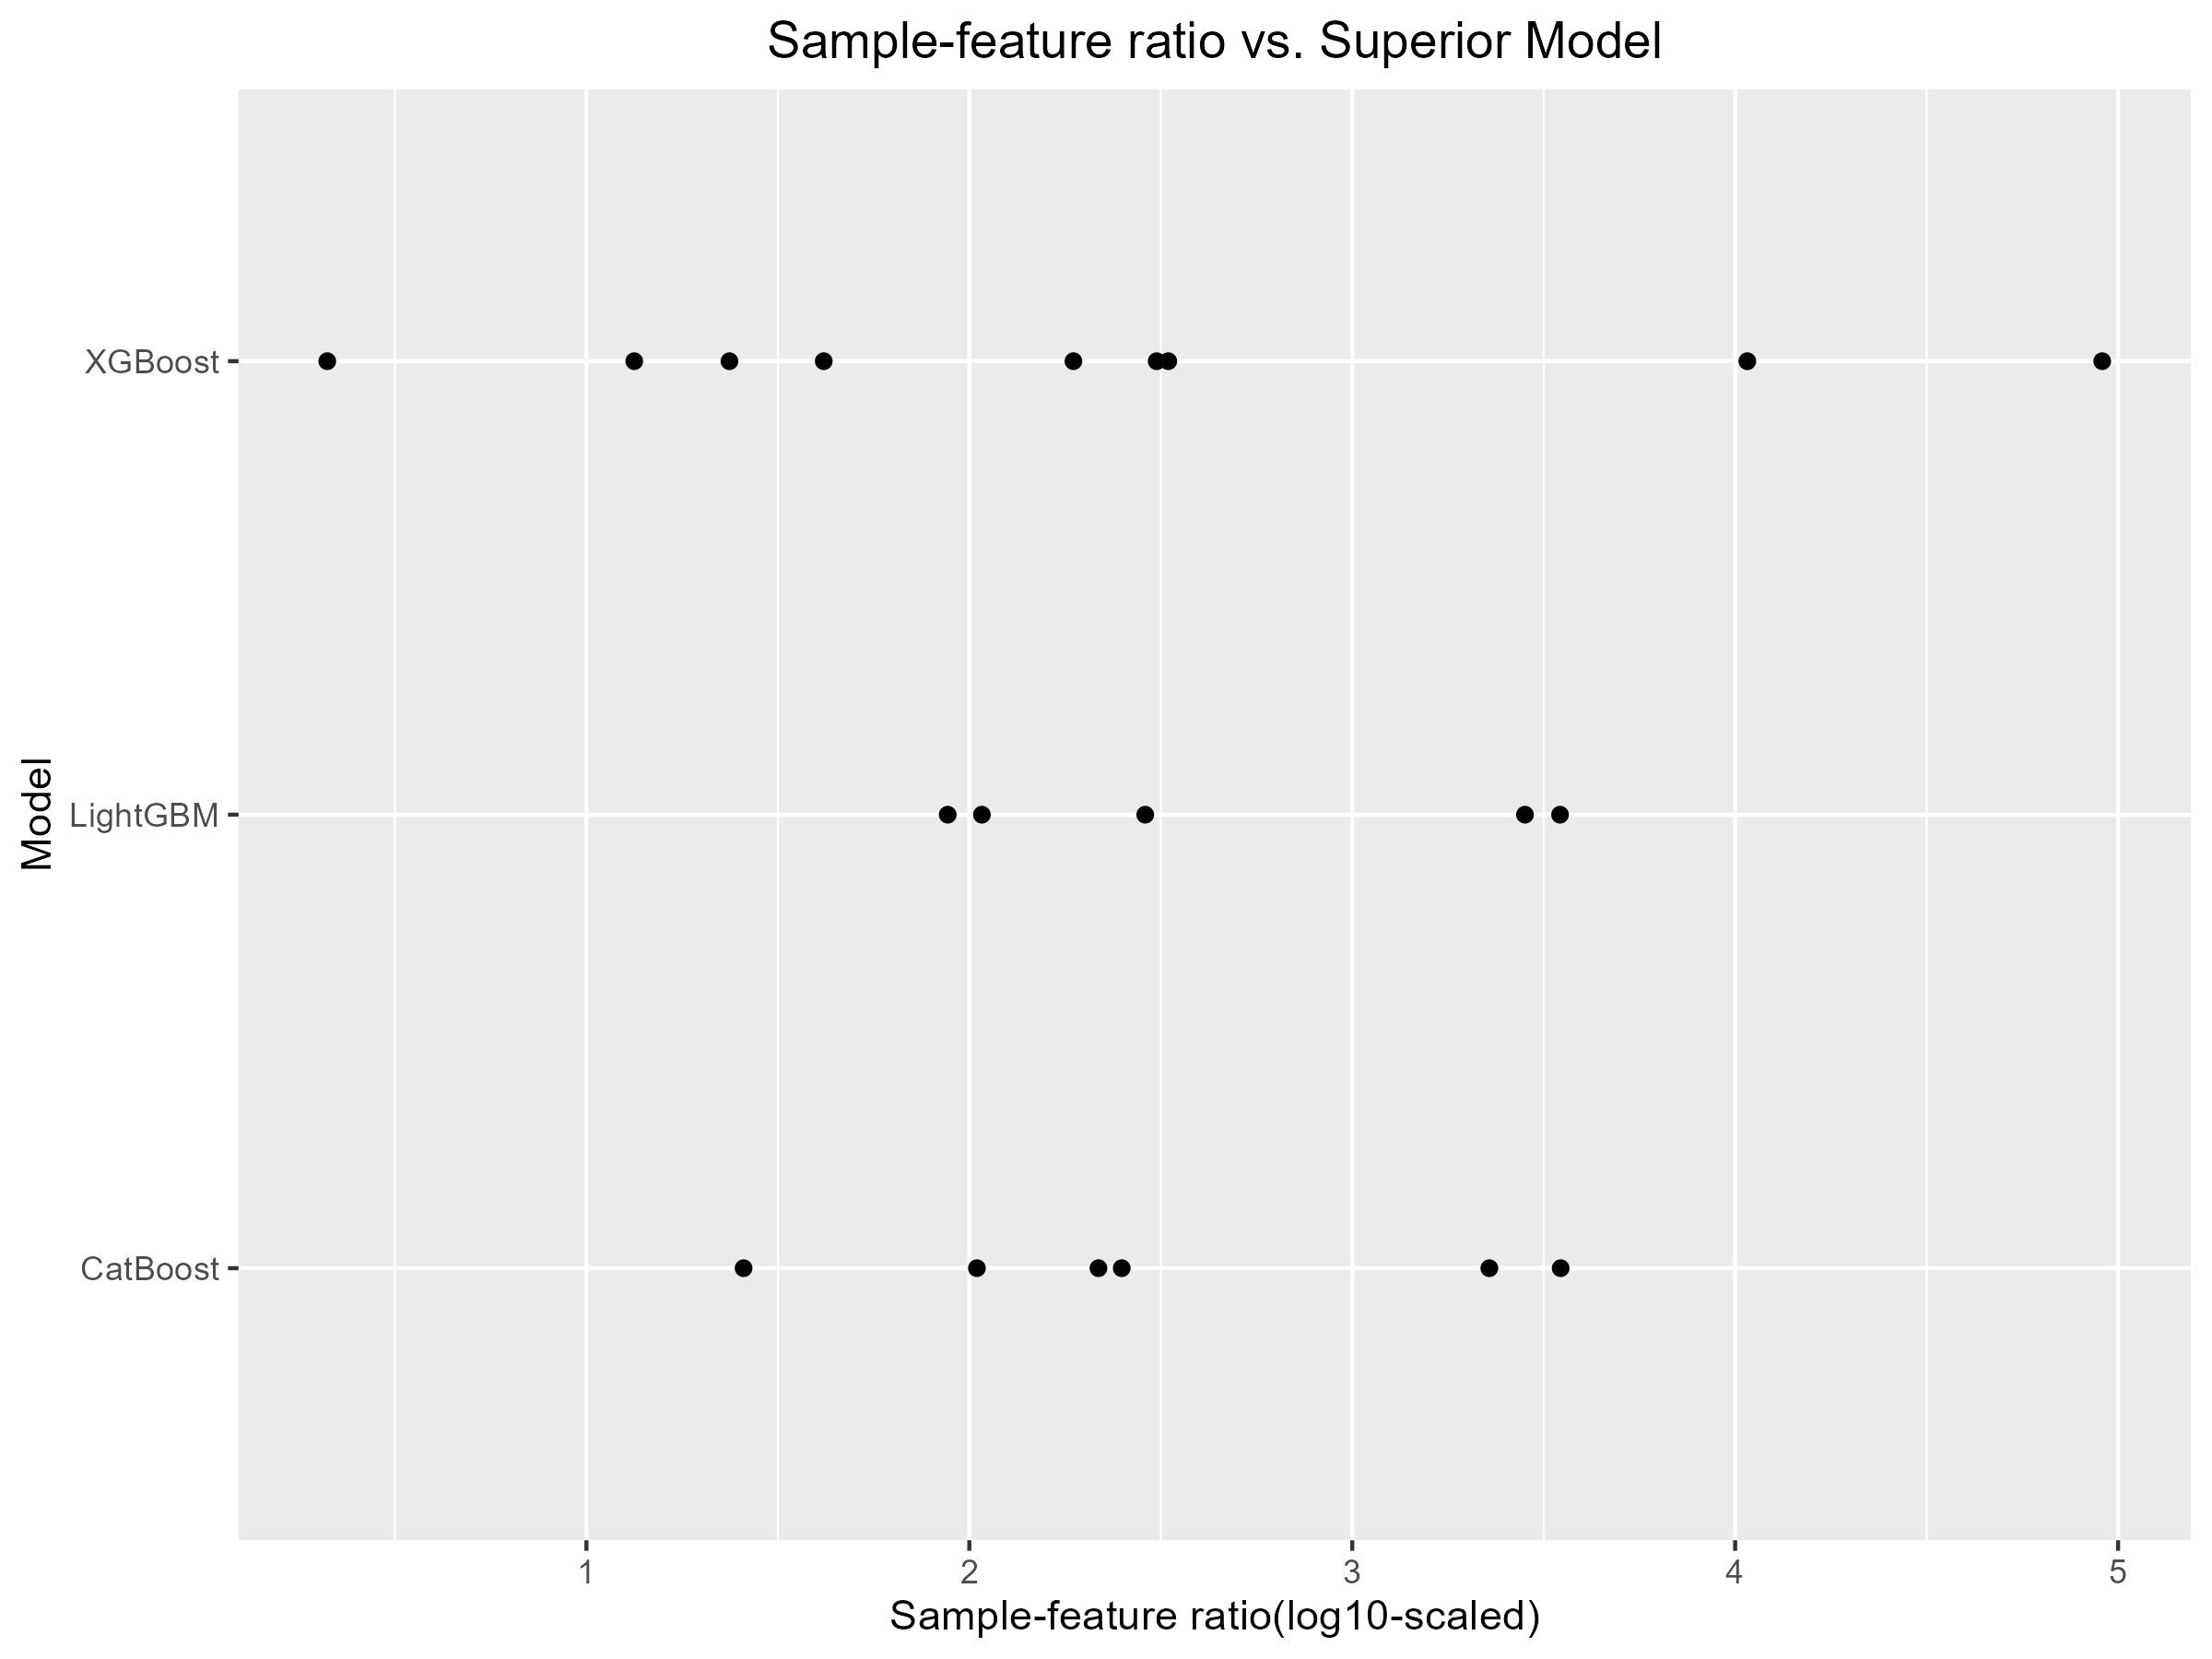 Sample-feature ratio vs. Superior Model
Model
XGBoost
LightGBM
CatBoost
1 2 3 4 5
Sample-feature ratio(log10-scaled)